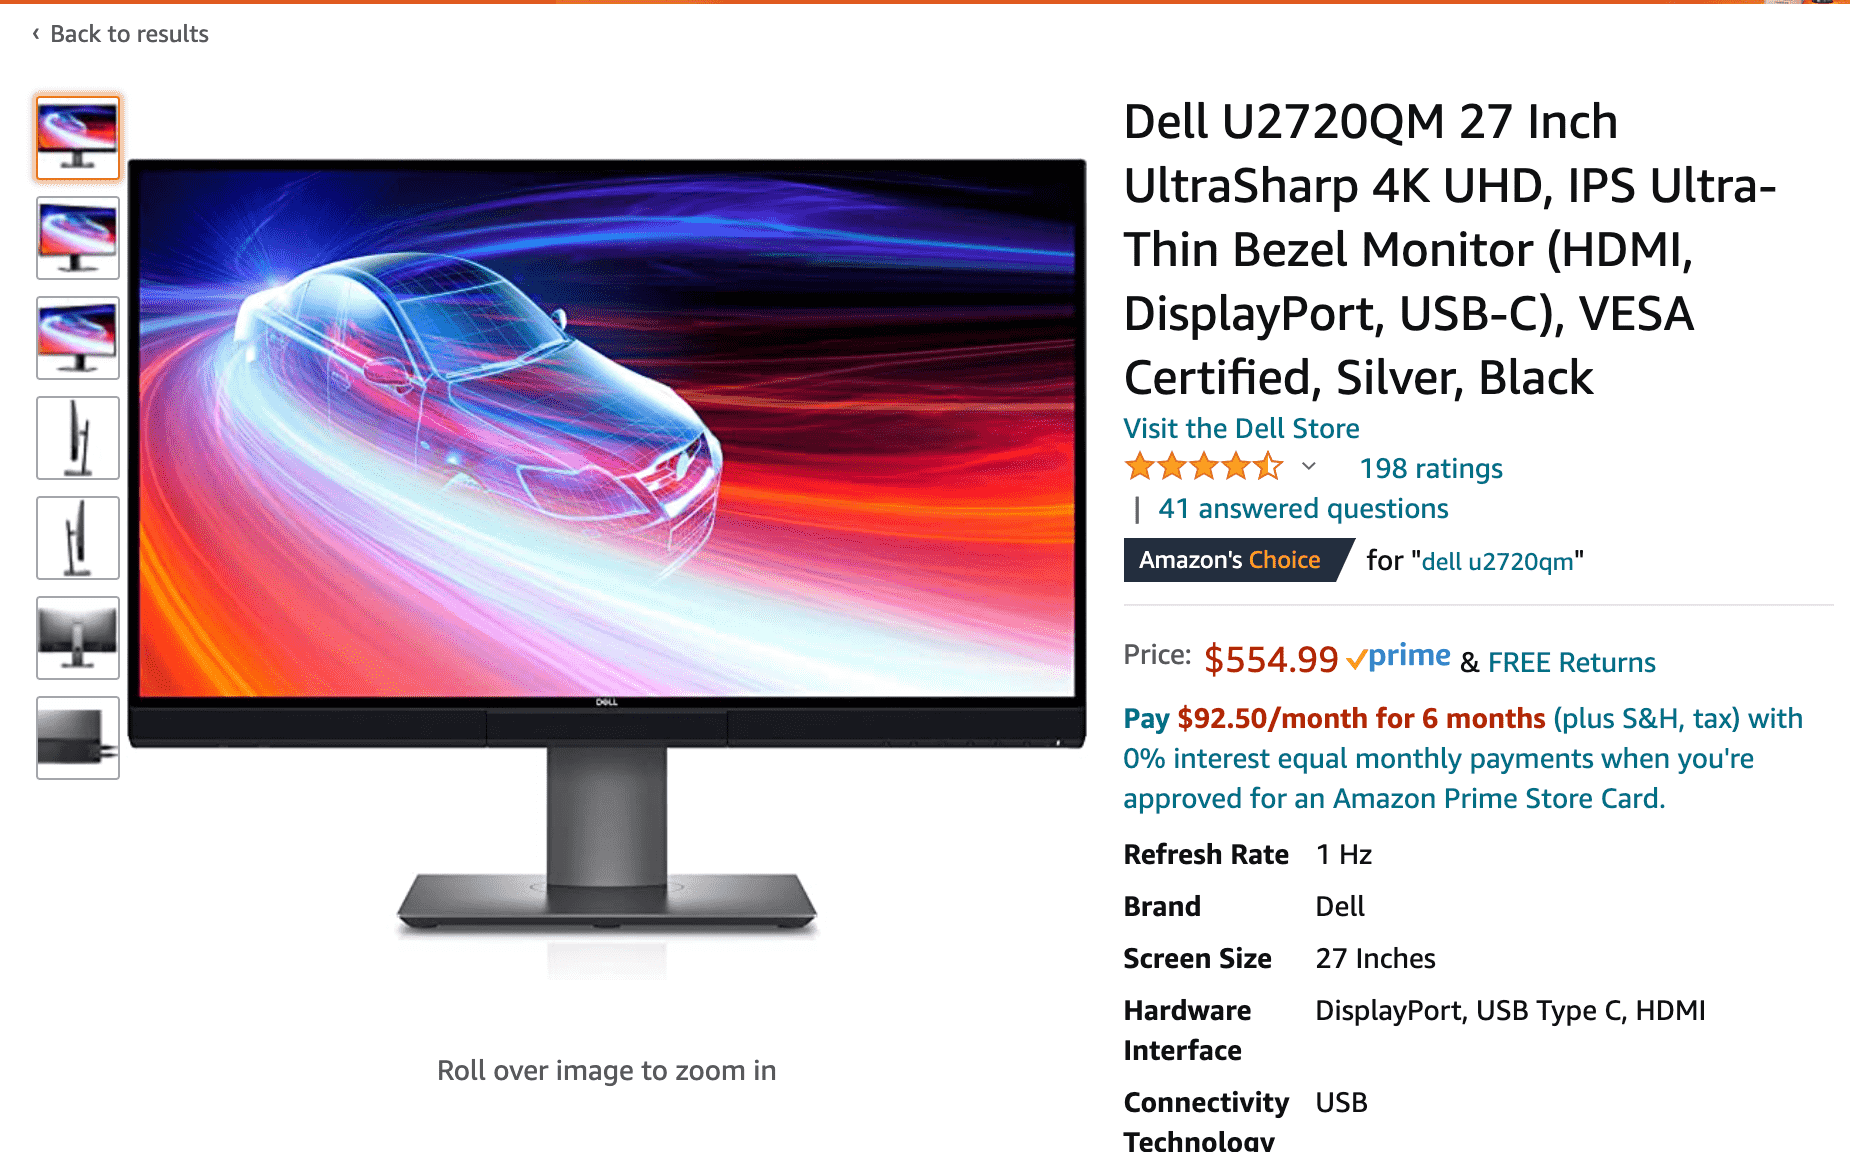 ‹ Back to results
Dell U2720QM 27 Inch
UltraSharp 4K UHD, IPS Ultra-
Thin Bezel Monitor (HDMI,
DisplayPort, USB-C), VESA
Certified, Silver, Black
Visit the Dell Store
198 ratings
| 41 answered questions
Amazon's Choice for "dell u2720qm"
Price: $554.99 prime & FREE Returns
Pay $92.50/month for 6 months (plus S&H, tax) with
0% interest equal monthly payments when you're
approved for an Amazon Prime Store Card.
Refresh Rate 1 Hz
Brand Dell
Screen Size 27 Inches
Hardware Interface DisplayPort, USB Type C, HDMI
Connectivity Technology USB
DELL
Roll over image to zoom in